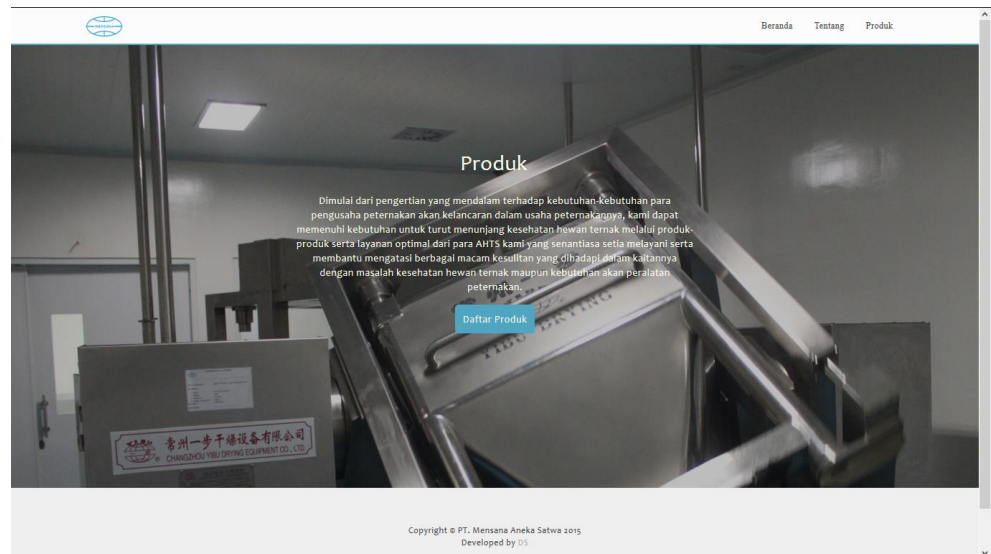 Beranda Tentang Produk
Produk
Dimulai dari pengertian yang mendalam terhadap kebutuhan-kebutuhan para
pengusaha peternakan akan kelancaran dalam usaha peternakannya, kami dapat
memenuhi kebutuhan untuk turut menunjang kesehatan hewan ternak melalui produk-
produk serta layanan optimal dari para AHTS kami yang senantiasa setia melayani serta
membantu mengatasi berbagai macam kesulitan yang dihadapi dalam kaitannya
dengan masalah kesehatan hewan ternak maupun kebutuhan akan peralatan
peternakan.
Daftar Produk
YIBU DRYING
常州一步干燥设备有限公司
CHANGZHOU YIBU DRYING EQUIPMENT CO., LTD.
Copyright © PT. Mensana Aneka Satwa 2015
Developed by DS